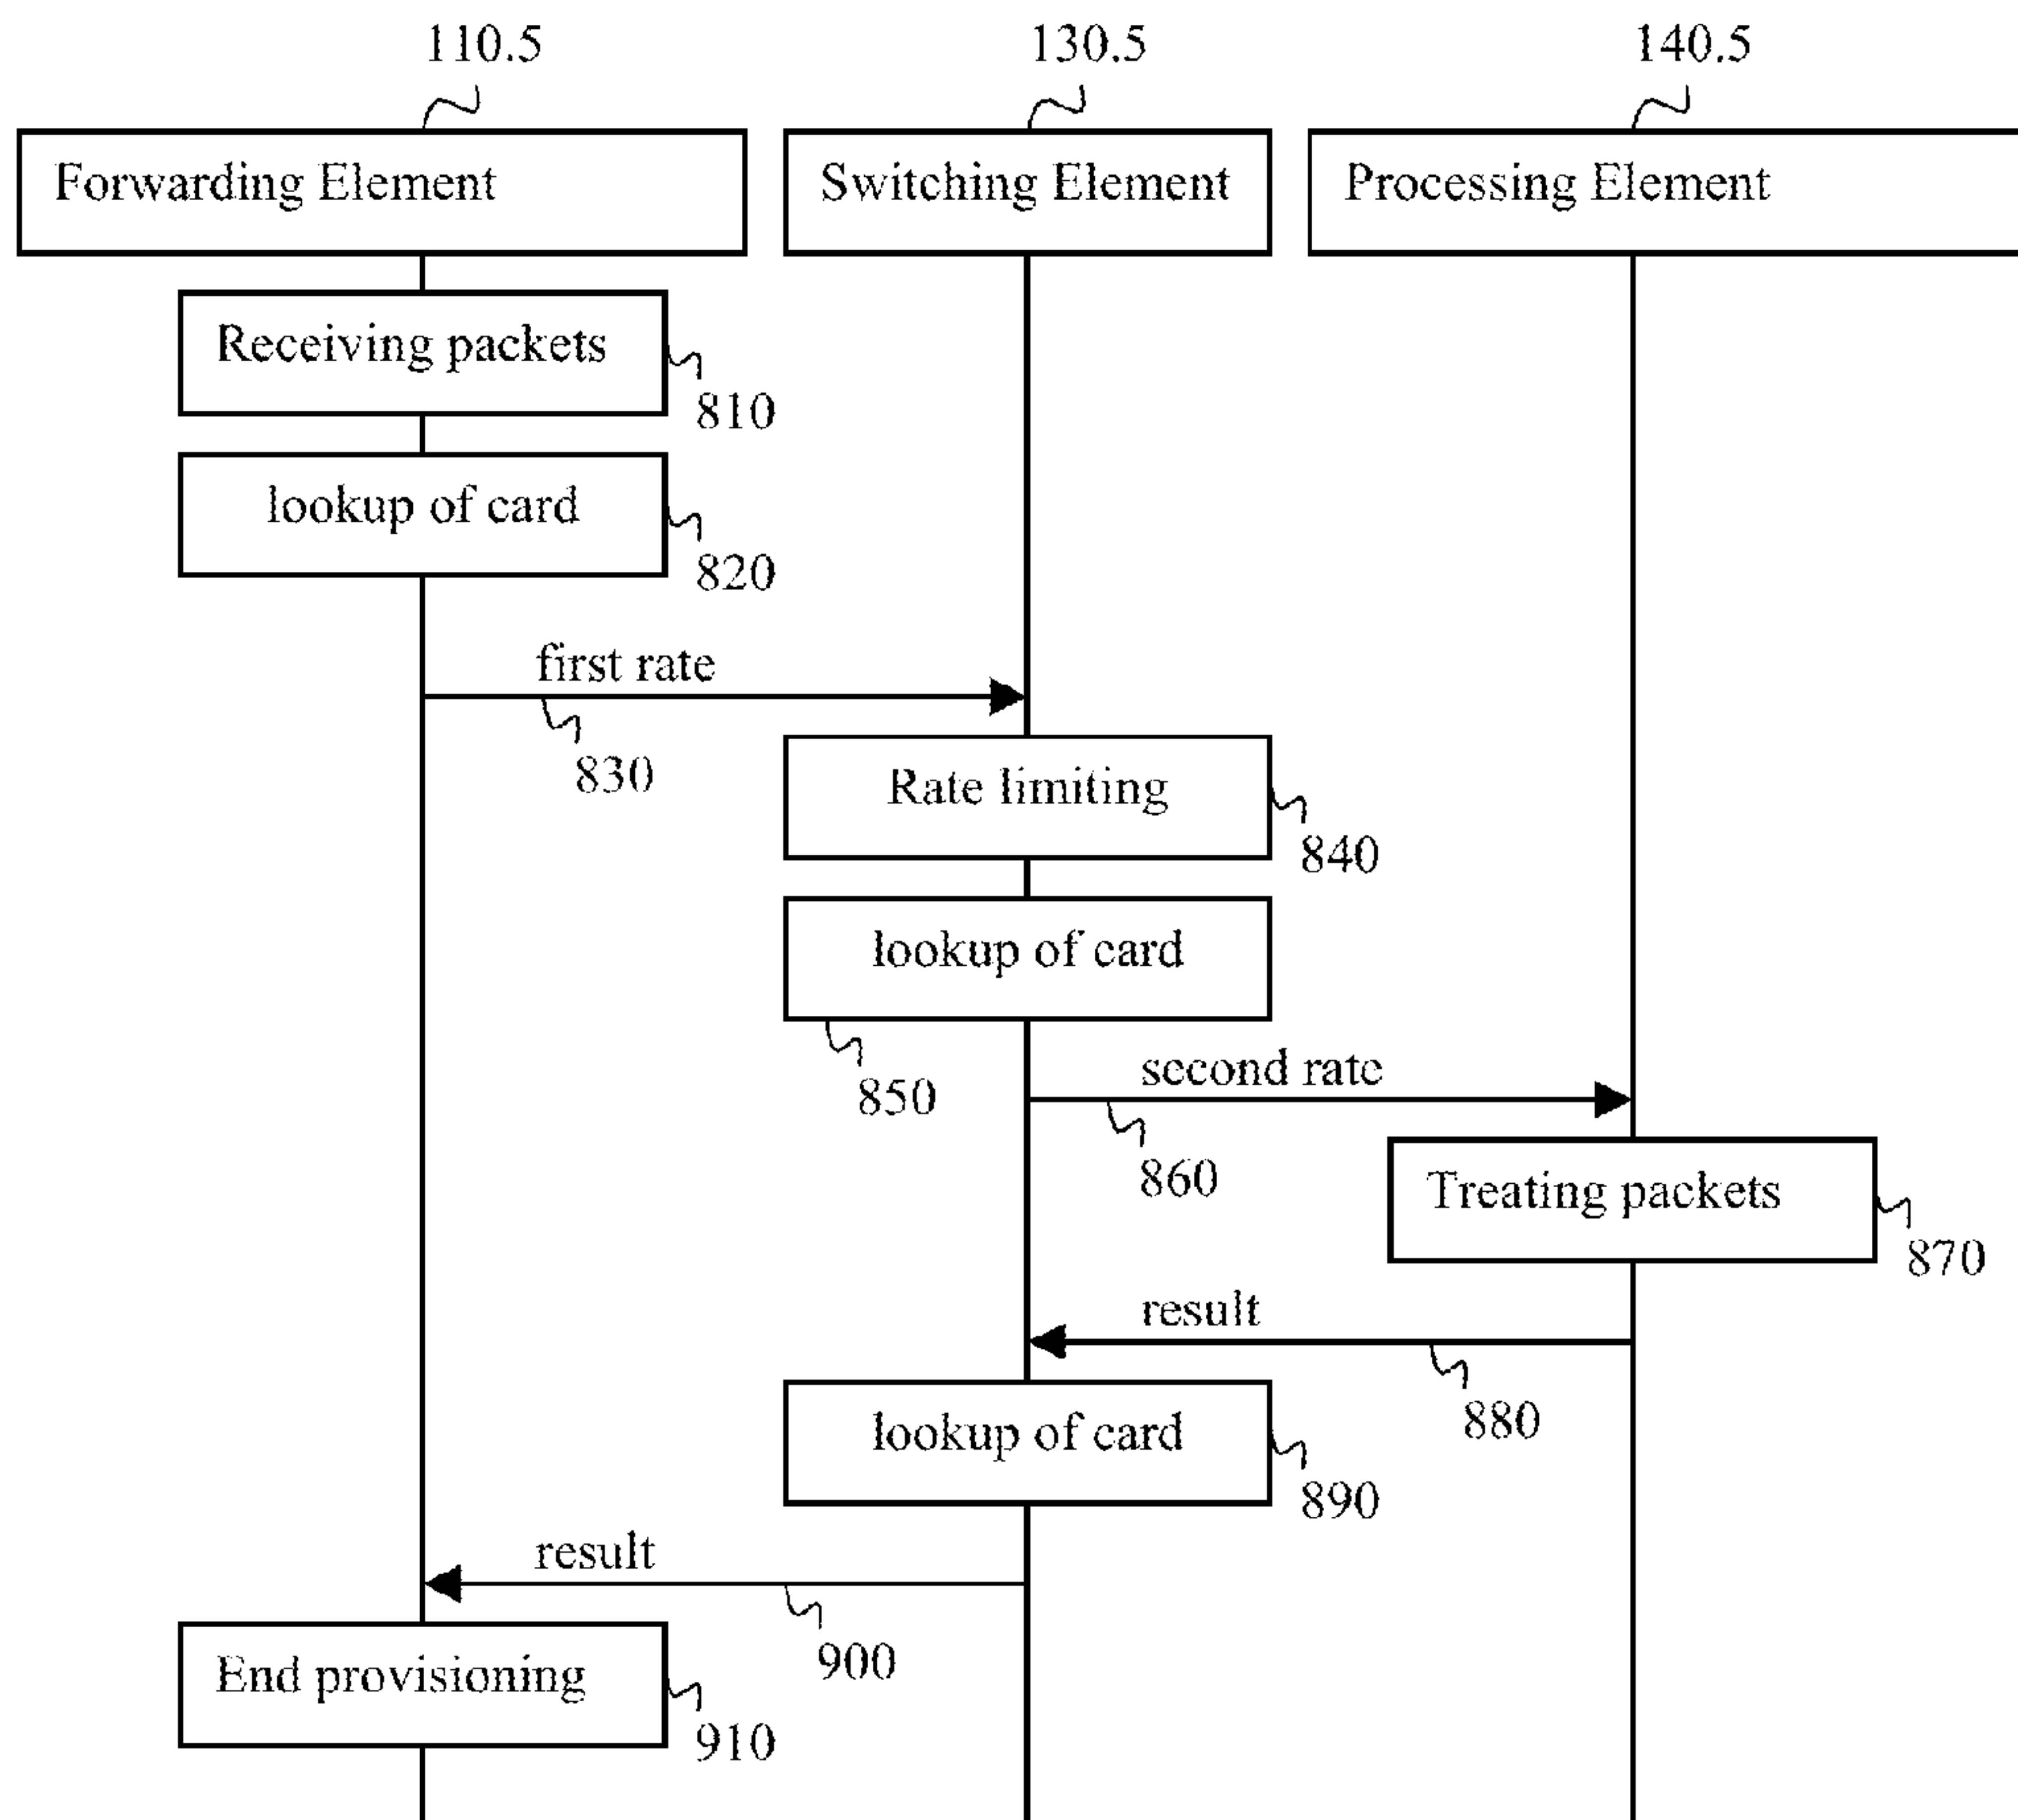 110.5
130.5
140.5
Forwarding Element
Switching Element
Processing Element
Receiving packets
810
lookup of card
820
first rate
830
Rate limiting
840
lookup of card
850
second rate
860
Treating packets
870
result
880
lookup of card
890
result
900
End provisioning
910